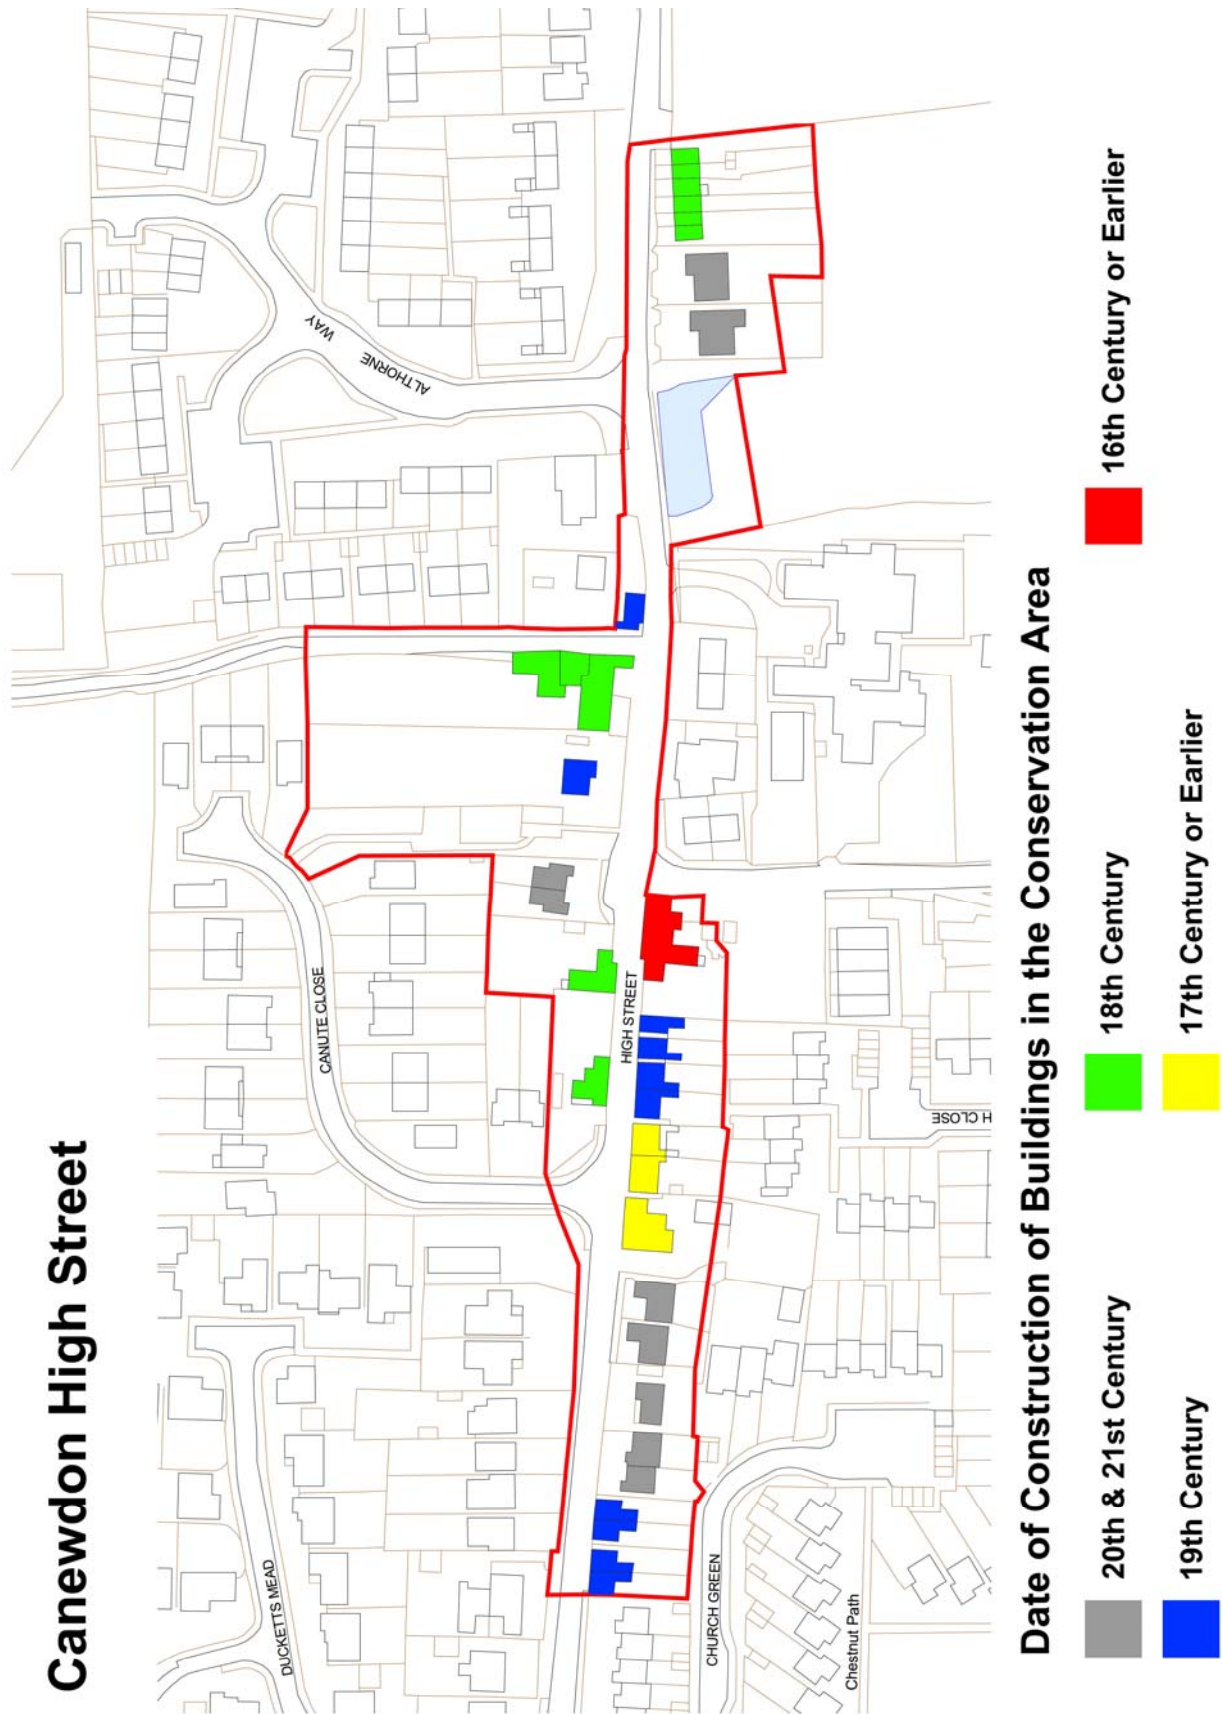 Canewdon High Street
DUCKETTS MEAD
CANUTE CLOSE
ALTHORNE
WAY
HIGH STREET
CHURCH GREEN
Chestnut Path
H CLOSE
Date of Construction of Buildings in the Conservation Area
20th & 21st Century
18th Century
16th Century or Earlier
19th Century
17th Century or Earlier